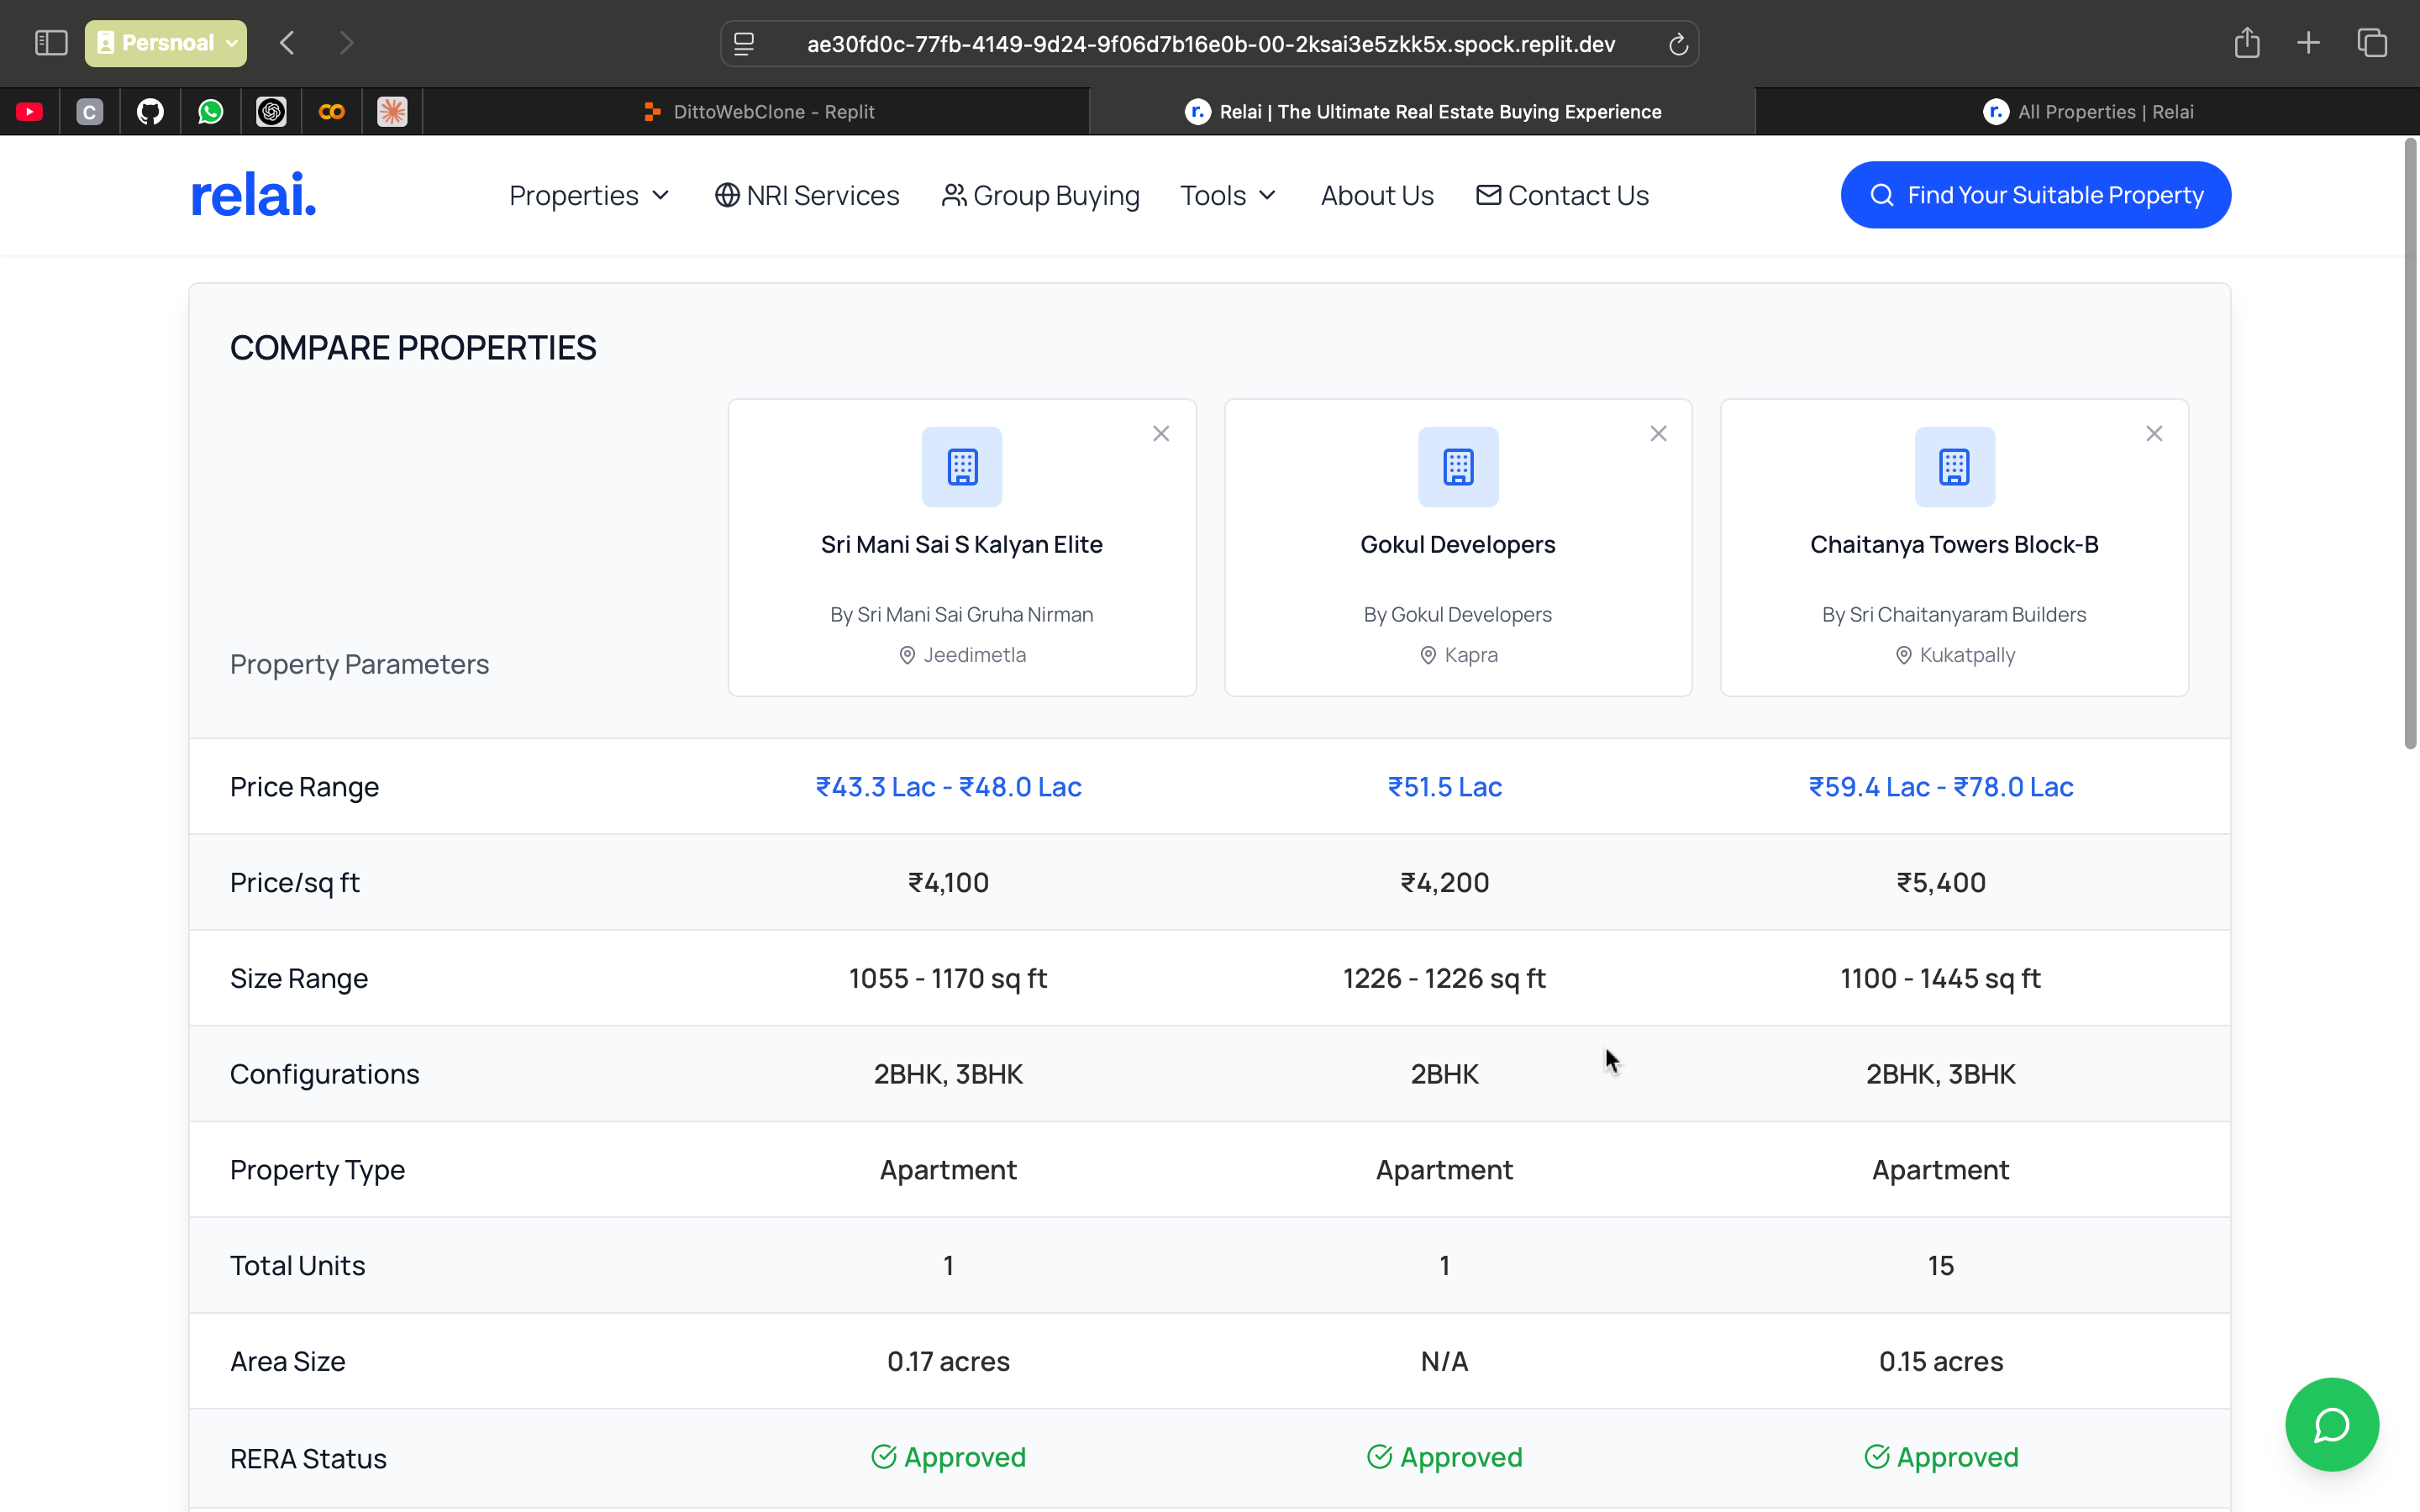 Persnoal
ae30fd0c-77fb-4149-9d24-9f06d7b16e0b-00-2ksai3e5zkk5x.spock.replit.dev
C
DittoWebClone - Replit
r. Relai | The Ultimate Real Estate Buying Experience
r. All Properties | Relai
relai.
Properties
NRI Services
Group Buying
Tools
About Us
Contact Us
Find Your Suitable Property
COMPARE PROPERTIES
Property Parameters
Sri Mani Sai S Kalyan Elite
By Sri Mani Sai Gruha Nirman
Jeedimetla
Gokul Developers
By Gokul Developers
Kapra
Chaitanya Towers Block-B
By Sri Chaitanyaram Builders
Kukatpally
Price Range ₹43.3 Lac - ₹48.0 Lac ₹51.5 Lac ₹59.4 Lac - ₹78.0 Lac
Price/sq ft ₹4,100 ₹4,200 ₹5,400
Size Range 1055 - 1170 sq ft 1226 - 1226 sq ft 1100 - 1445 sq ft
Configurations 2BHK, 3BHK 2BHK 2BHK, 3BHK
Property Type Apartment Apartment Apartment
Total Units 1 1 15
Area Size 0.17 acres N/A 0.15 acres
RERA Status Approved Approved Approved